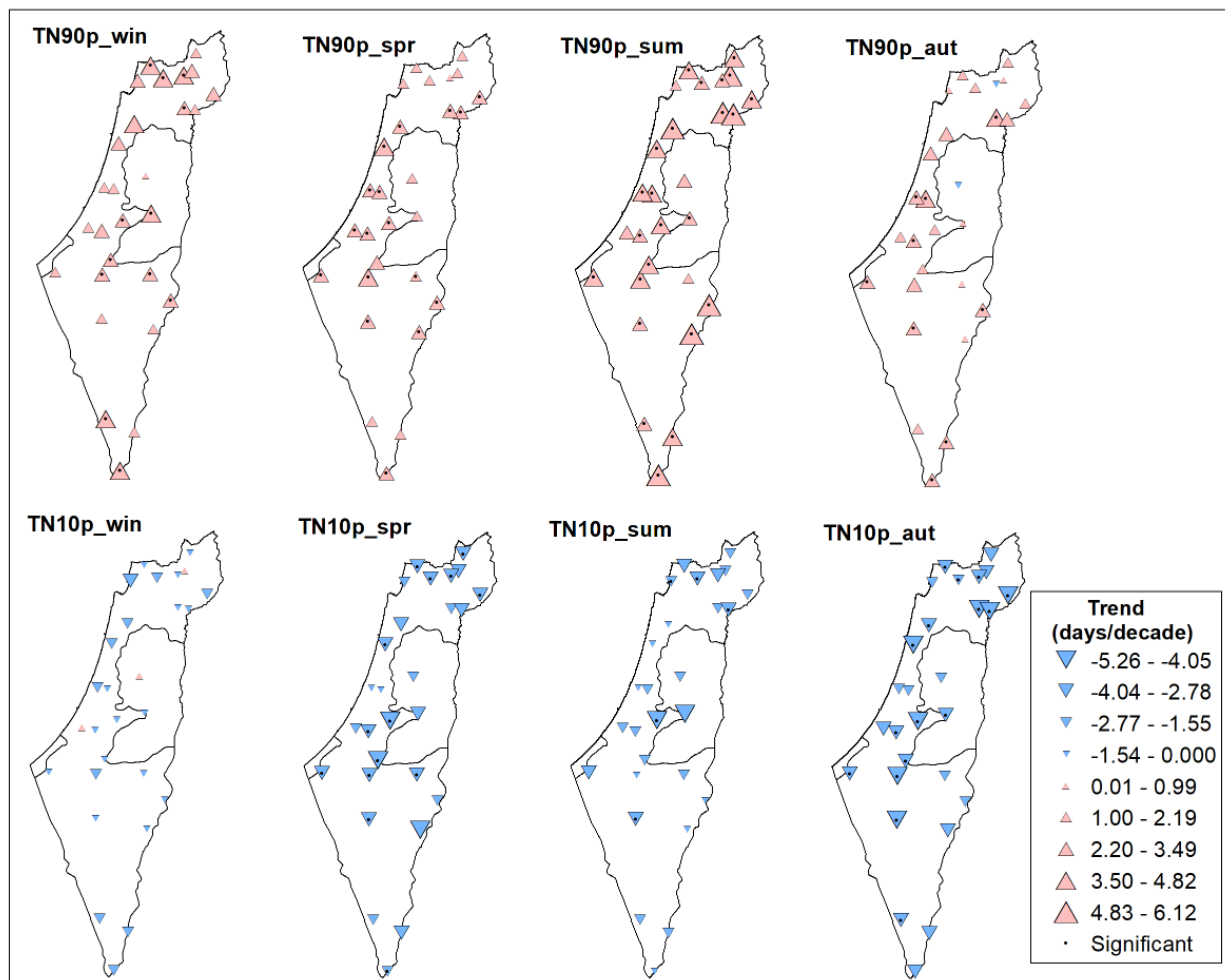 TN90p_win
TN90p_spr
TN90p_sum
TN90p_aut
TN10p_win
TN10p_spr
TN10p_sum
TN10p_aut
Trend
(days/decade)
-5.26 - -4.05
-4.04 - -2.78
-2.77 - -1.55
-1.54 - 0.000
0.01 - 0.99
1.00 - 2.19
2.20 - 3.49
3.50 - 4.82
4.83 - 6.12
Significant